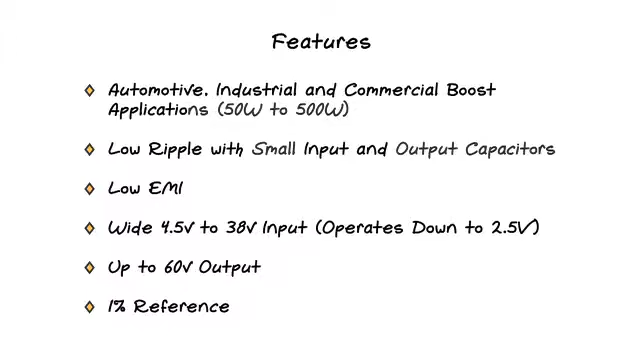 Features
Automotive, Industrial and Commercial Boost
Applications (50W to 500W)
Low Ripple with Small Input and Output Capacitors
Low EMI
Wide 4.5v to 38v Input (Operates Down to 2.5V)
Up to 60v Output
1% Reference